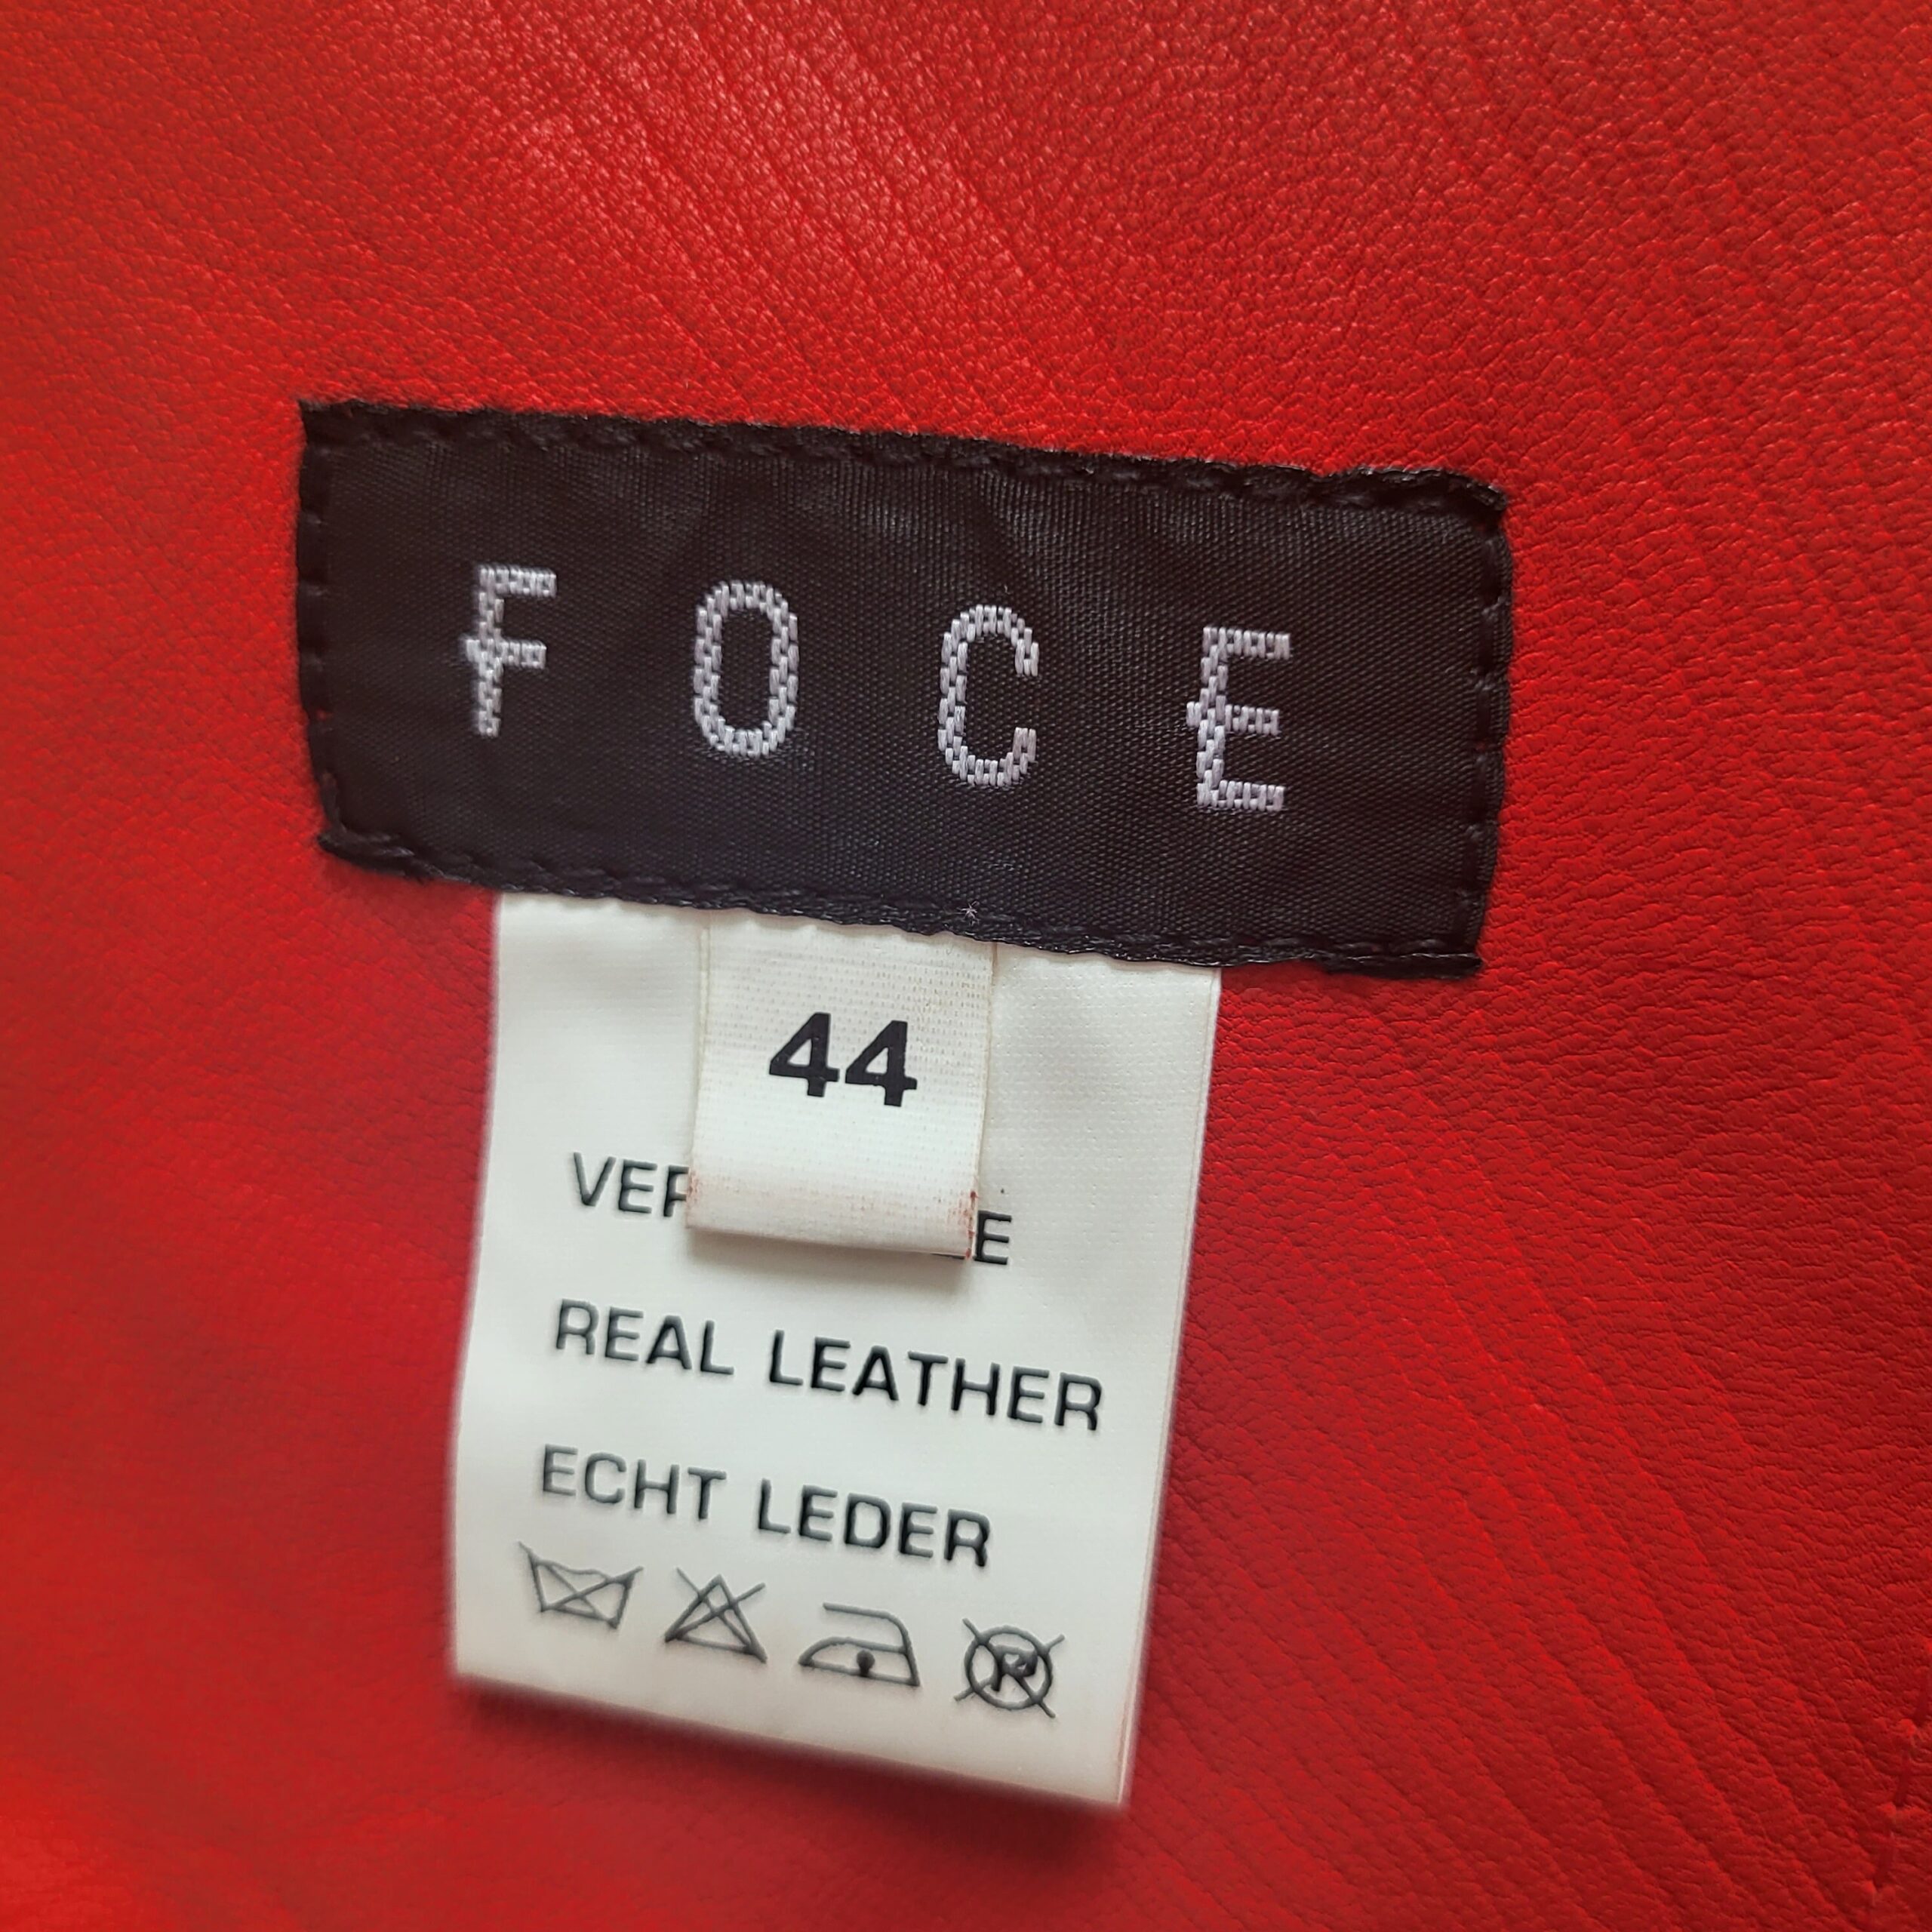 FOCE
44
REAL LEATHER
ECHT LEDER